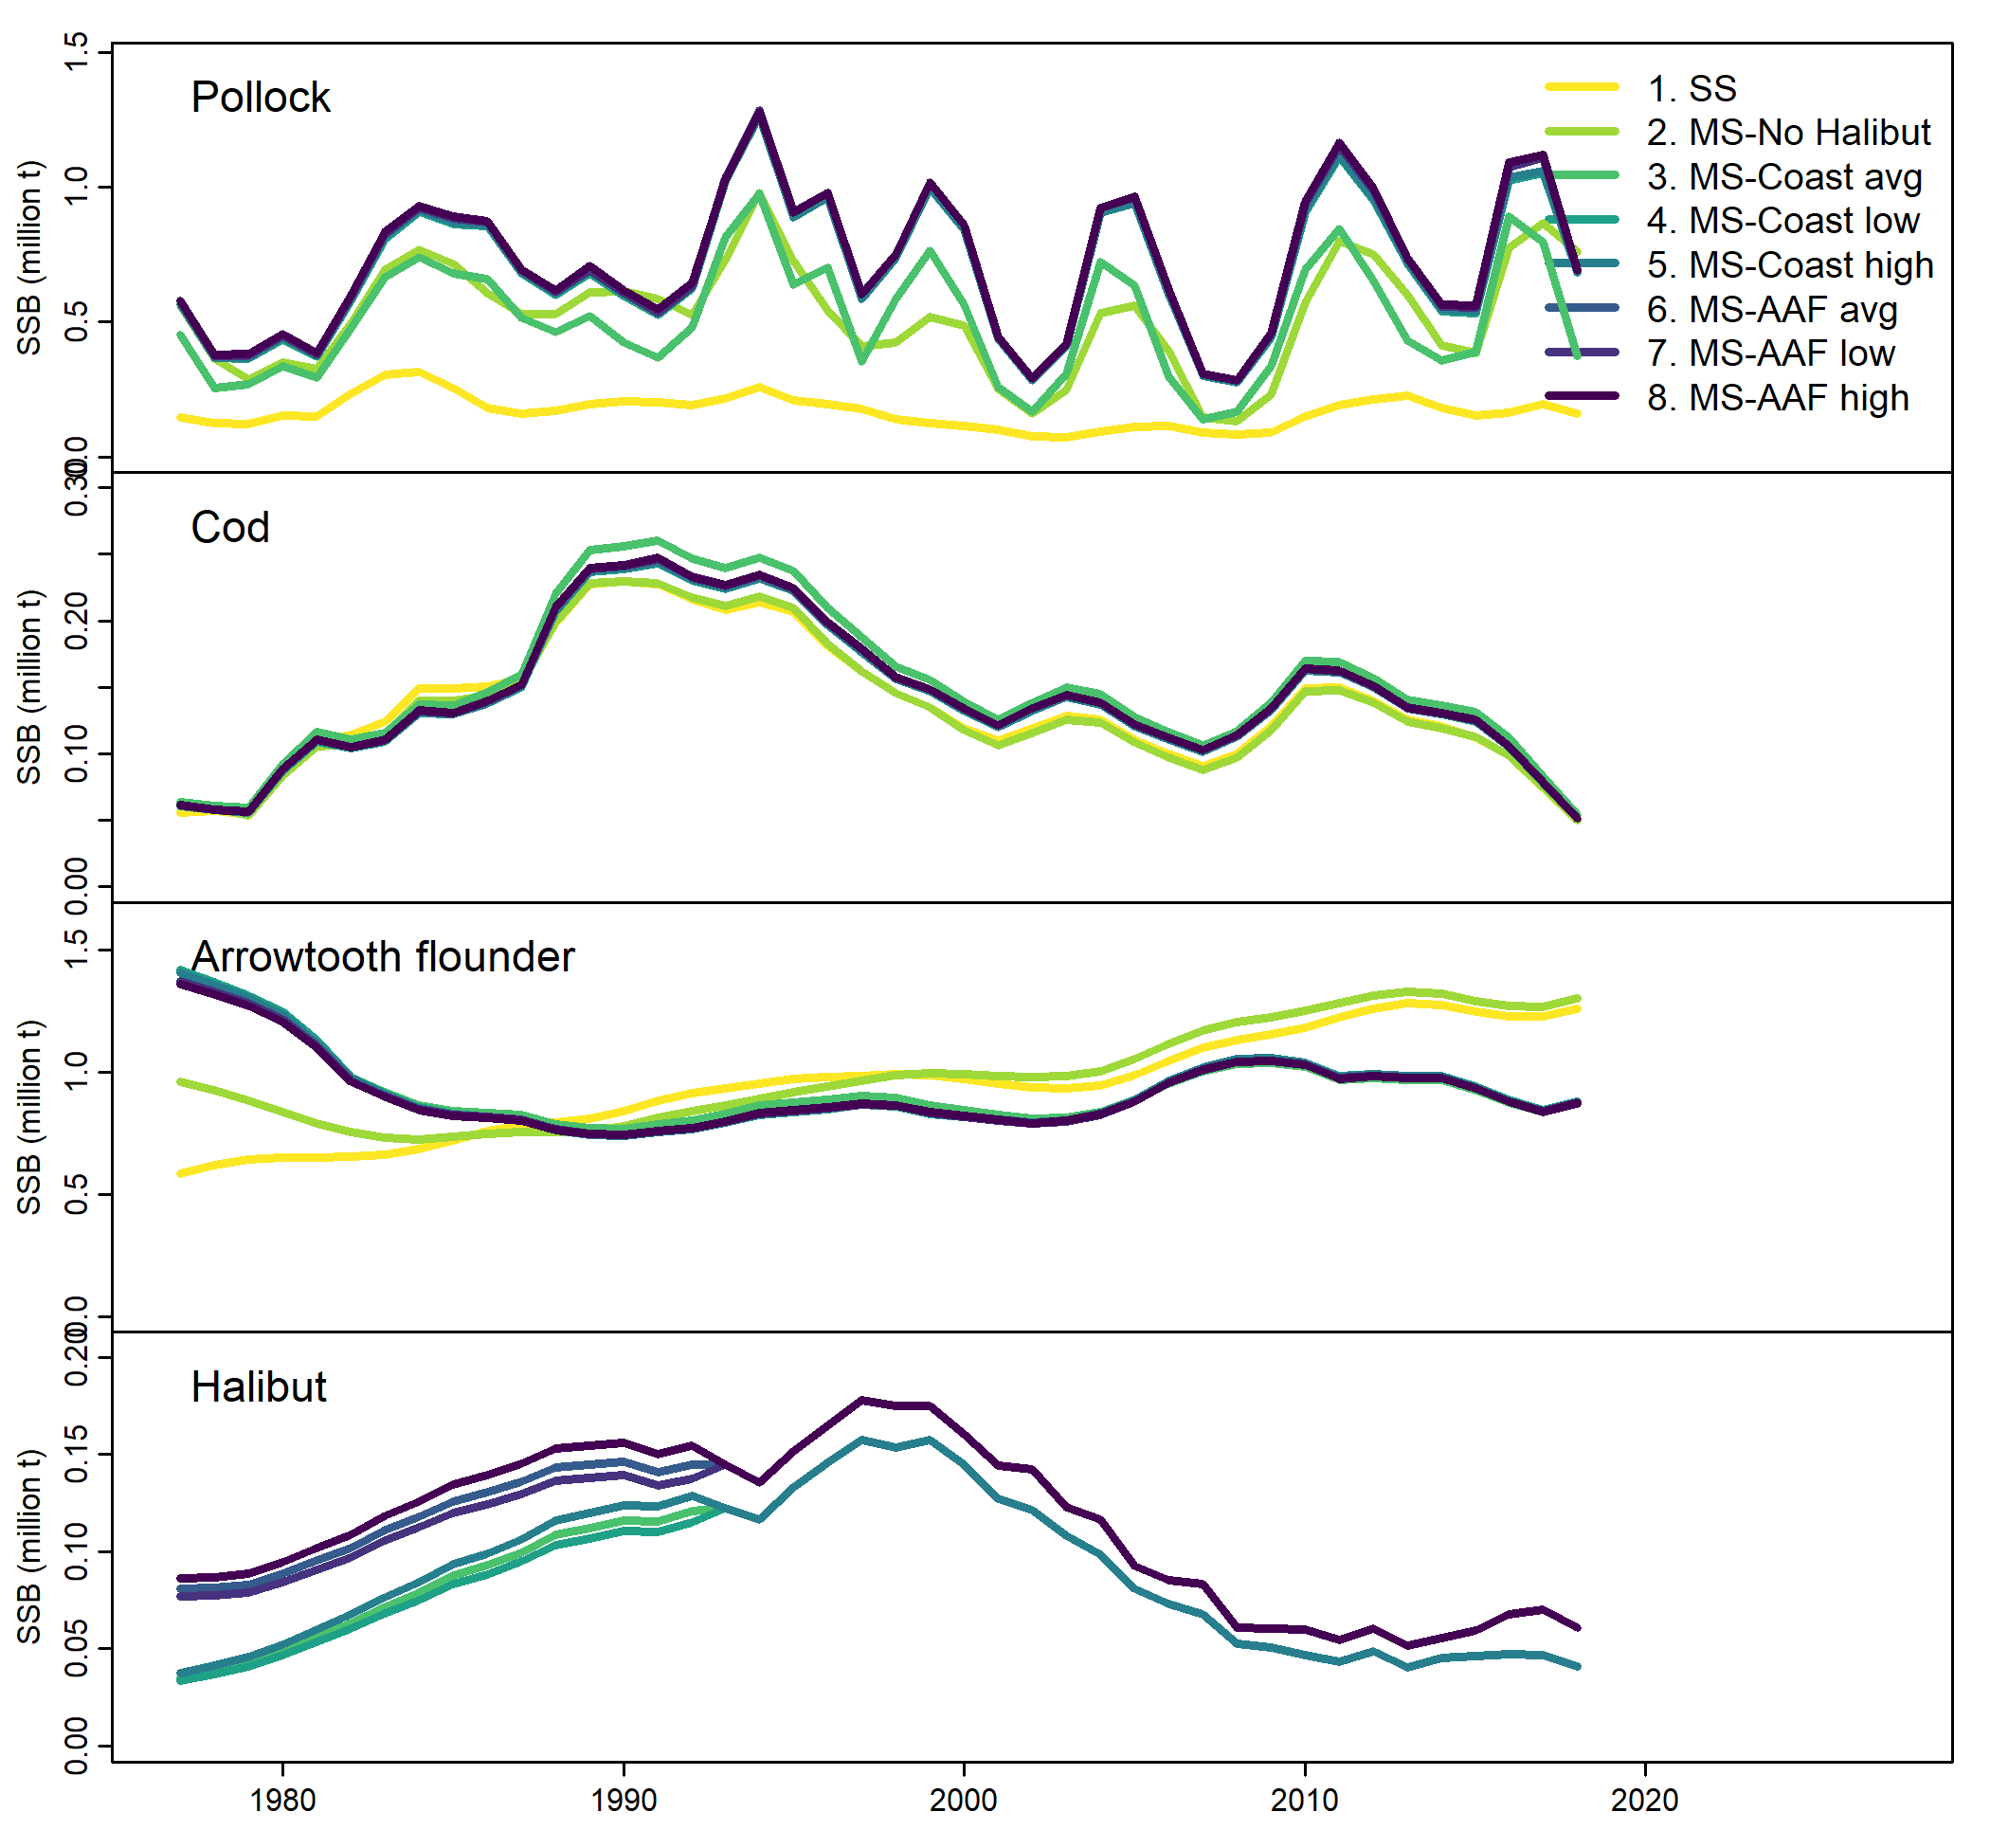 Pollock
1. SS
2. MS-No Halibut
3. MS-Coast avg
4. MS-Coast low
5. MS-Coast high
6. MS-AAF avg
7. MS-AAF low
8. MS-AAF high
SSB (million t)
1.5
1.0
0.5
0.0
Cod
SSB (million t)
0.30
0.20
0.10
0.00
Arrowtooth flounder
SSB (million t)
1.5
1.0
0.5
0.0
Halibut
SSB (million t)
0.20
0.15
0.10
0.05
0.00
1980 1990 2000 2010 2020